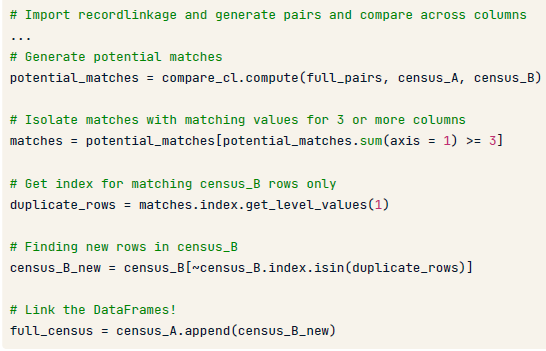 # Import recordlinkage and generate pairs and compare across columns
...
# Generate potential matches
potential_matches = compare_cl.compute(full_pairs, census_A, census_B)
# Isolate matches with matching values for 3 or more columns
matches = potential_matches[potential_matches.sum(axis = 1) >= 3]
# Get index for matching census_B rows only
duplicate_rows = matches.index.get_level_values(1)
# Finding new rows in census_B
census_B_new = census_B[~census_B.index.isin(duplicate_rows)]
# Link the DataFrames!
full_census = census_A.append(census_B_new)